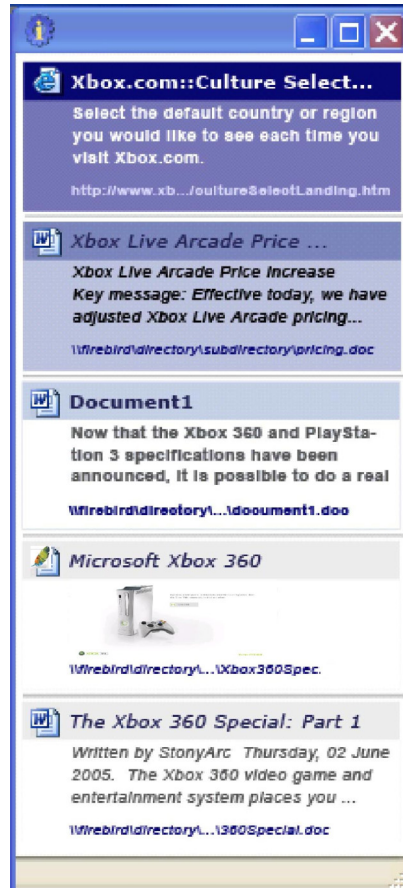 Xbox.com::Culture Select...
Select the default country or region
you would like to see each time you
visit Xbox.com.
http://www.xb.../cultureSelectLanding.htm
Xbox Live Arcade Price ...
Xbox Live Arcade Price Increase
Key message: Effective today, we have
adjusted Xbox Live Arcade pricing...
\\firebird\directory\subdirectory\pricing.doc
Document1
Now that the Xbox 360 and PlaySta-
tion 3 specifications have been
announced, it is possible to do a real
\\firebird\directory\...\document1.doc
Microsoft Xbox 360
\\firebird\directory\...\Xbox360Spec.
The Xbox 360 Special: Part 1
Written by StonyArc Thursday, 02 June
2005. The Xbox 360 video game and
entertainment system places you ...
\\firebird\directory\...\360Special.doc